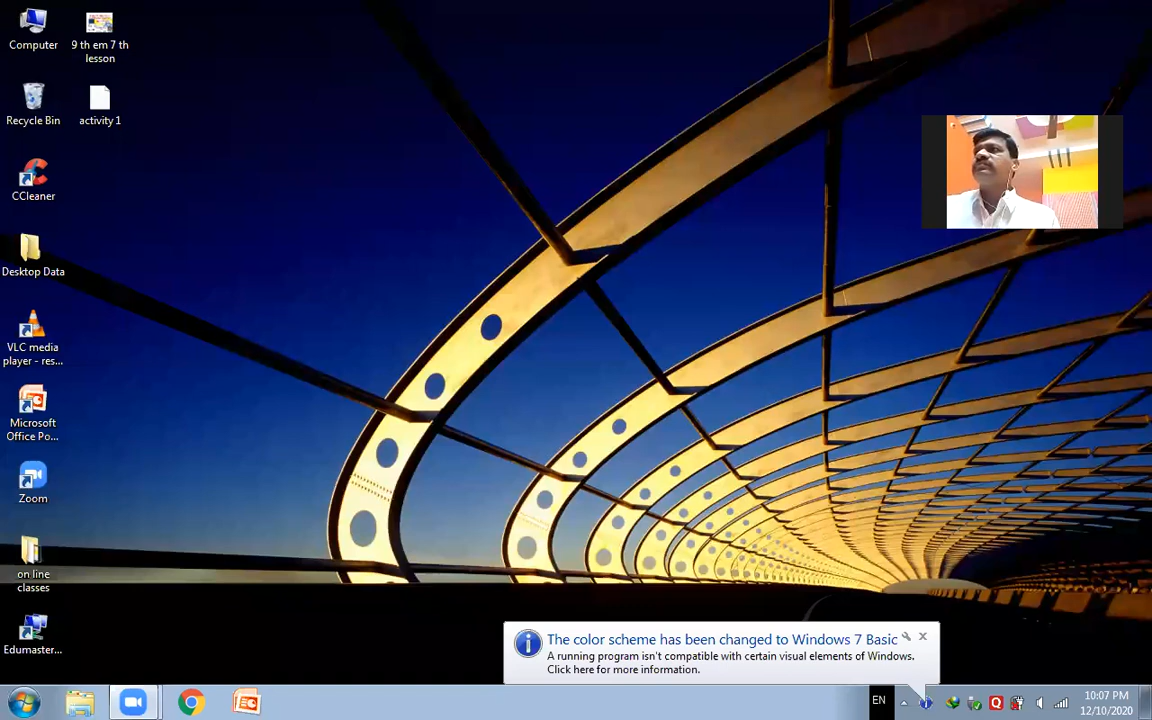 Computer
9 th em 7 th
lesson
Recycle Bin
activity 1
CCleaner
Desktop Data
VLC media
player - res...
Microsoft
Office Po...
Zoom
on line
classes
Edumaster...
The color scheme has been changed to Windows 7 Basic
A running program isn't compatible with certain visual elements of Windows.
Click here for more information.
EN
10:07 PM
12/10/2020